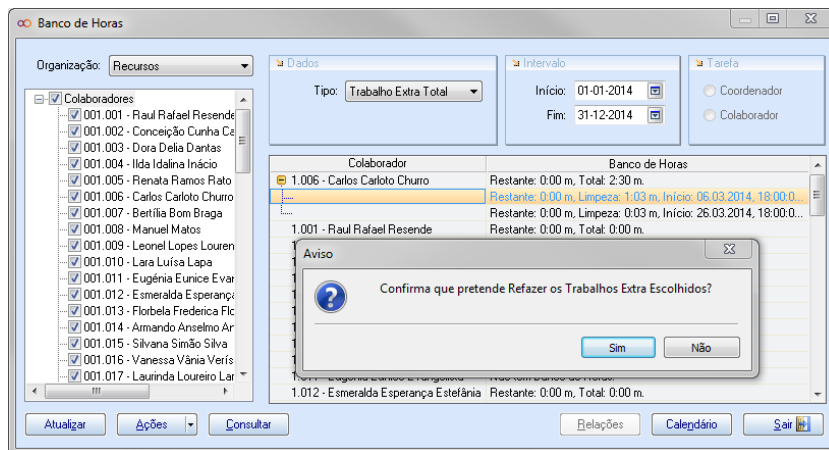 Banco de Horas
Organização: Recursos
Colaboradores
001.001 - Raul Rafael Resende
001.002 - Conceição Cunha Ca
001.003 - Dora Delia Dantas
001.004 - Ilda Idalina Inácio
001.005 - Renata Ramos Rato
001.006 - Carlos Carloto Churro
001.007 - Bertília Bom Braga
001.008 - Manuel Matos
001.009 - Leonel Lopes Louren
001.010 - Lara Luísa Lapa
001.011 - Eugénia Eunice Evar
001.012 - Esmeralda Esperança
001.013 - Florbela Frederica Flo
001.014 - Armando Anselmo Ar
001.015 - Silvana Simão Silva
001.016 - Vanessa Vânia Verís
001.017 - Laurinda Loureiro Lar
Dados
Tipo: Trabalho Extra Total
Intervalo
Início: 01-01-2014
Fim: 31-12-2014
Tarefa
Coordenador
Colaborador
Colaborador Banco de Horas
1.006 - Carlos Carloto Churro Restante: 0:00 m, Total: 2:30 m.
Restante: 0:00 m, Limpeza: 1:03 m, Início: 06.03.2014, 18:00:0...
Restante: 0:00 m, Limpeza: 0:03 m, Início: 26.03.2014, 18:00:0...
1.001 - Raul Rafael Resende Restante: 0:00 m, Total: 0:00 m.
Aviso
Confirma que pretende Refazer os Trabalhos Extra Escolhidos?
Sim Não
1.012 - Esmeralda Esperança Estefânia Restante: 0:00 m, Total: 0:00 m.
Atualizar Ações Consultar Relações Calendário Sair